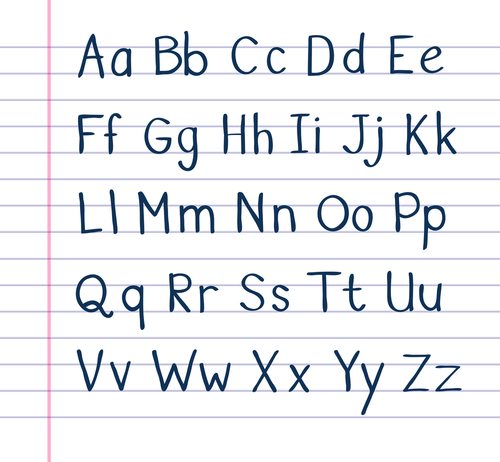 Aa Bb Cc Dd Ee
Ff Gg Hh Ii Jj Kk
Ll Mm Nn Oo Pp
Qq Rr Ss Tt Uu
Vv Ww Xx Yy Zz